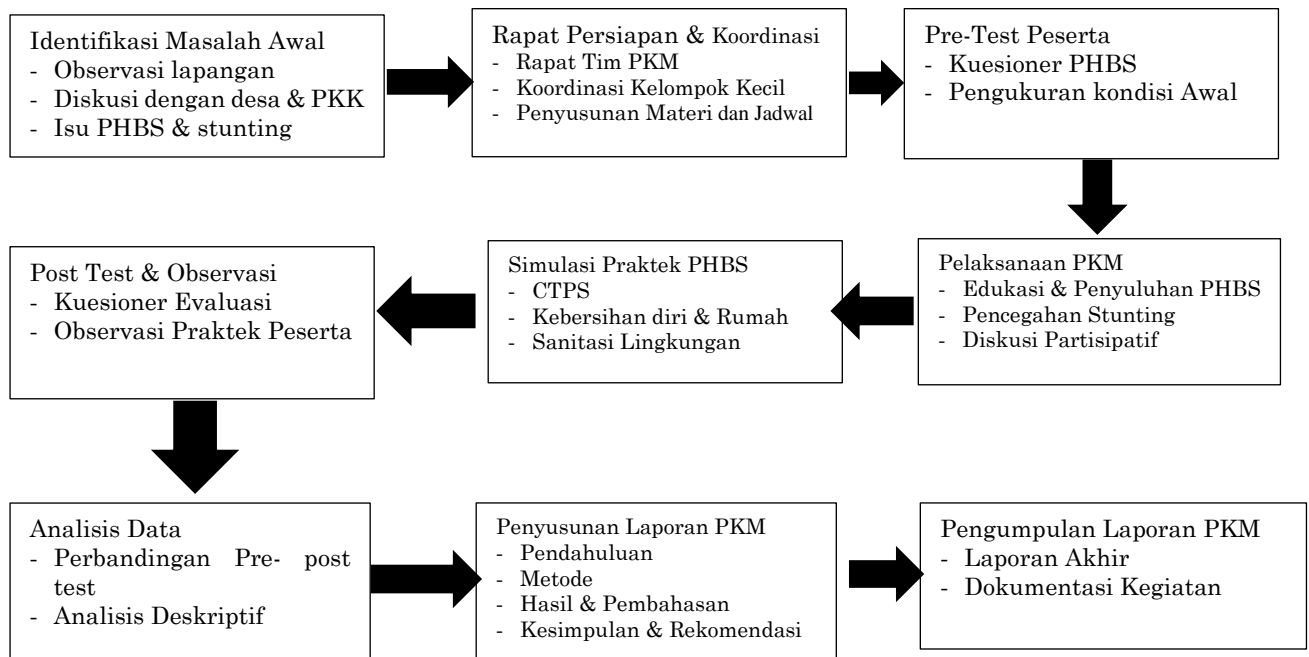 Identifikasi Masalah Awal
- Observasi lapangan
- Diskusi dengan desa & PKK
- Isu PHBS & stunting
Rapat Persiapan & Koordinasi
- Rapat Tim PKM
- Koordinasi Kelompok Kecil
- Penyusunan Materi dan Jadwal
Pre-Test Peserta
- Kuesioner PHBS
- Pengukuran kondisi Awal
Pelaksanaan PKM
- Edukasi & Penyuluhan PHBS
- Pencegahan Stunting
- Diskusi Partisipatif
Simulasi Praktek PHBS
- CTPS
- Kebersihan diri & Rumah
- Sanitasi Lingkungan
Post Test & Observasi
- Kuesioner Evaluasi
- Observasi Praktek Peserta
Analisis Data
- Perbandingan Pre- post
test
- Analisis Deskriptif
Penyusunan Laporan PKM
- Pendahuluan
- Metode
- Hasil & Pembahasan
- Kesimpulan & Rekomendasi
Pengumpulan Laporan PKM
- Laporan Akhir
- Dokumentasi Kegiatan